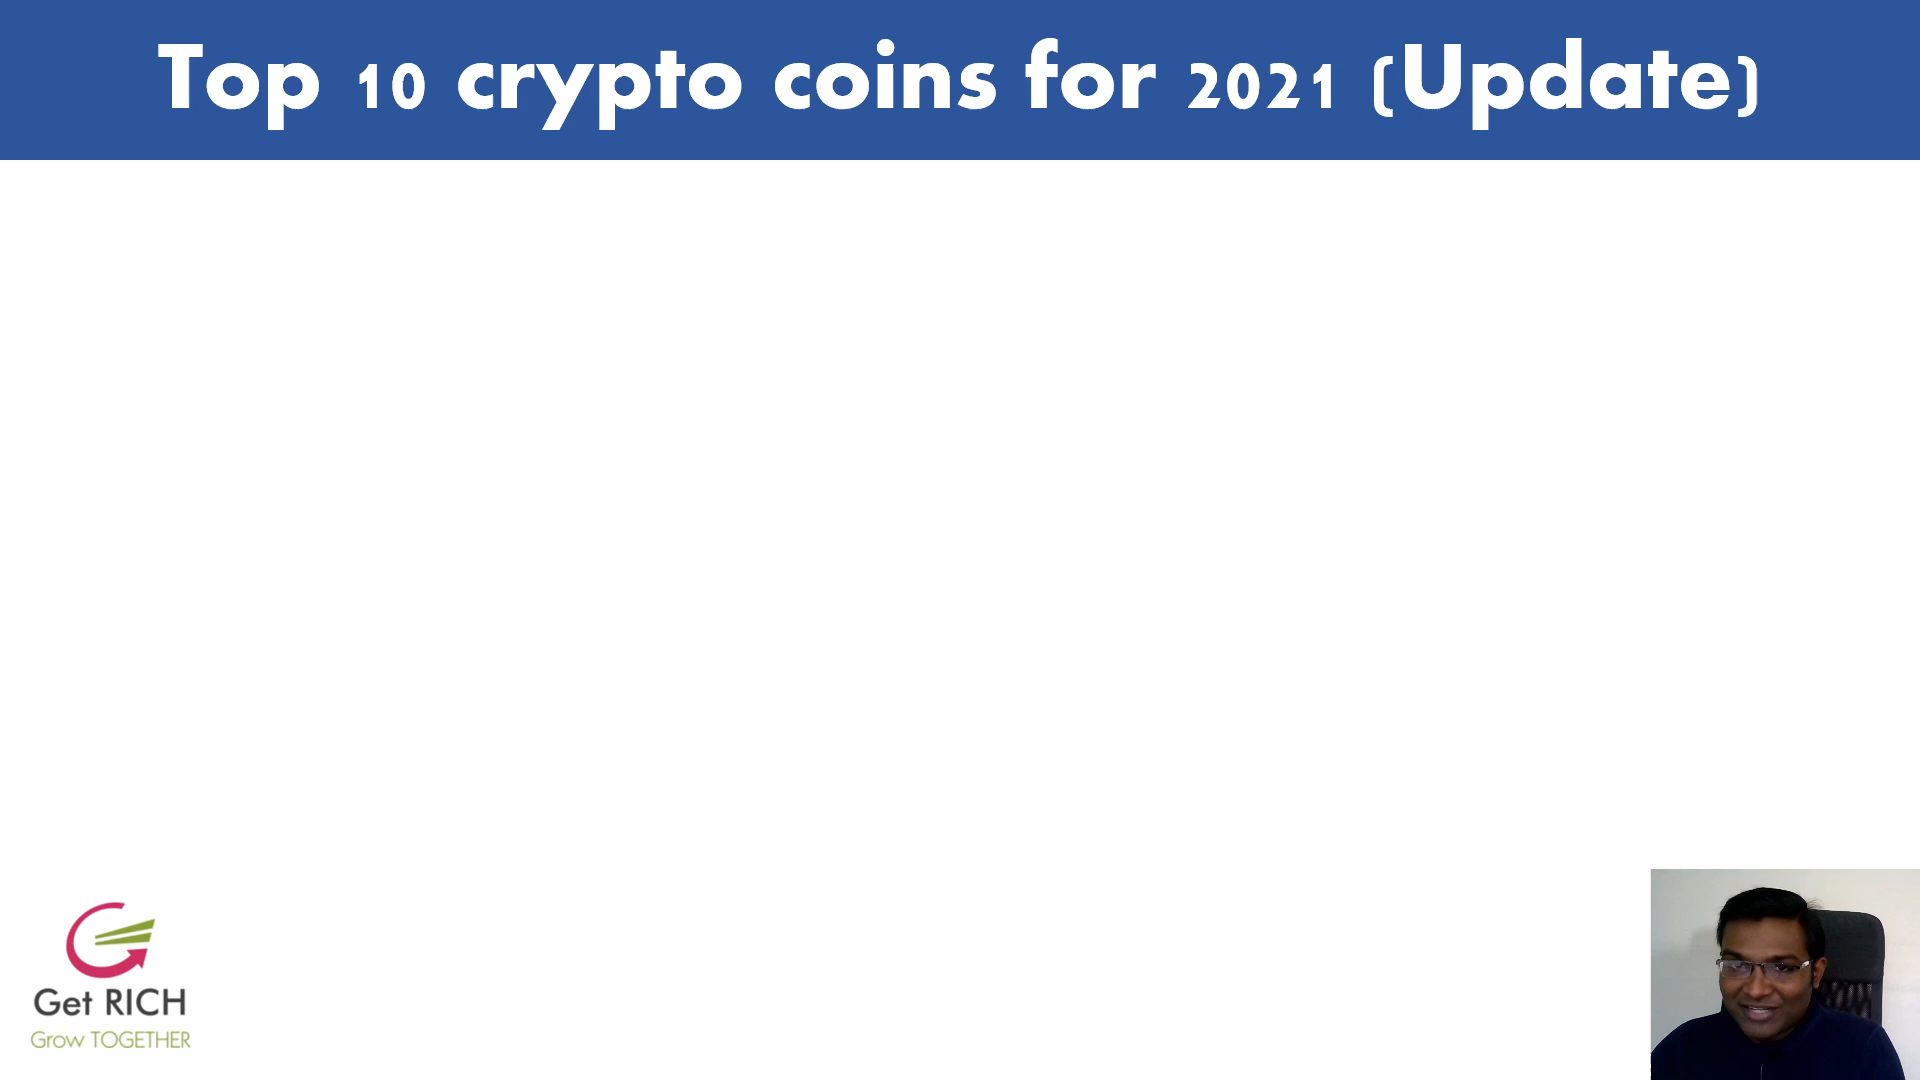 Top 10 crypto coins for 2021 (Update)
Get RICH
Grow TOGETHER